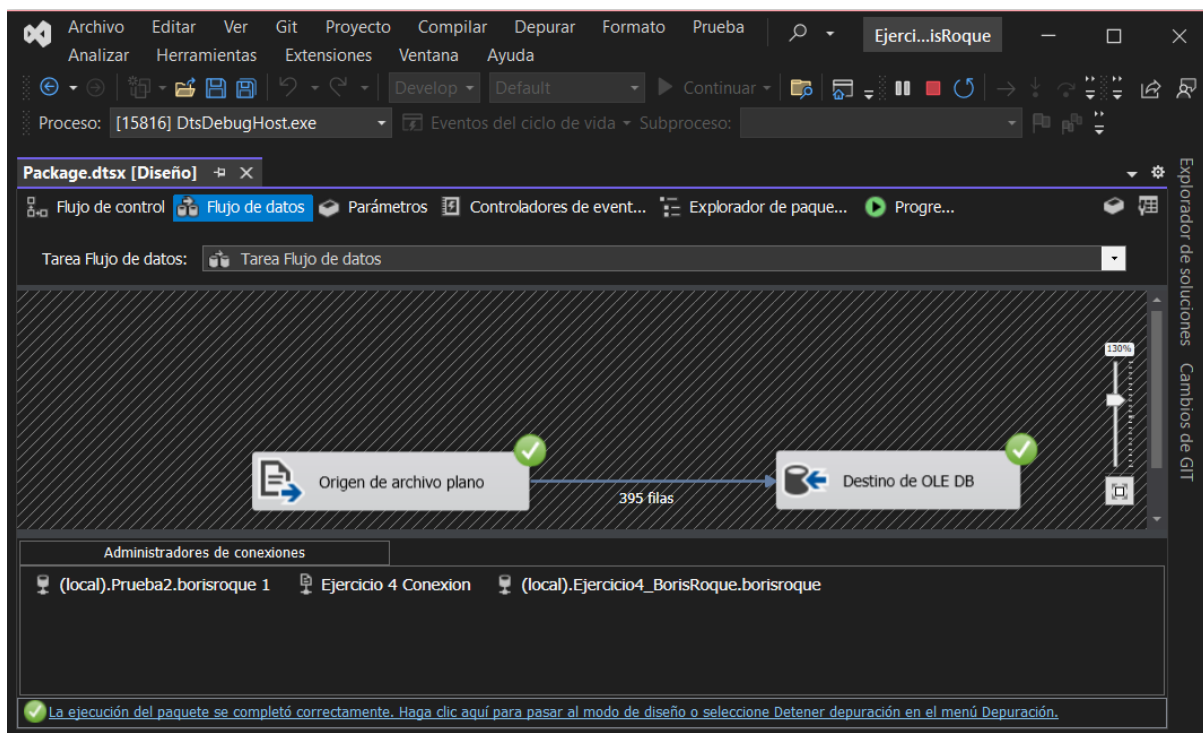 Archivo Editar Ver Git Proyecto Compilar Depurar Formato Prueba Ejerci...isRoque
Analizar Herramientas Extensiones Ventana Ayuda
Develop Default Continuar
Proceso: [15816] DtsDebugHost.exe Eventos del ciclo de vida Subproceso:
Package.dtsx [Diseño]
Flujo de control Flujo de datos Parámetros Controladores de event... Explorador de paque... Progre...
Tarea Flujo de datos: Tarea Flujo de datos
130%
Origen de archivo plano
395 filas
Destino de OLE DB
Administradores de conexiones
(local).Prueba2.borisroque 1 Ejercicio 4 Conexion (local).Ejercicio4_BorisRoque.borisroque
La ejecución del paquete se completó correctamente. Haga clic aquí para pasar al modo de diseño o seleccione Detener depuración en el menú Depuración.
Explorador de soluciones
Cambios de GIT